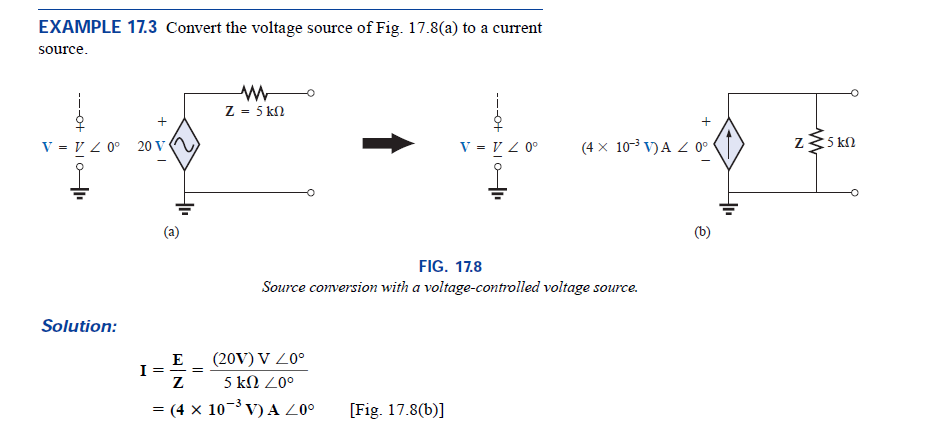 EXAMPLE 17.3 Convert the voltage source of Fig. 17.8(a) to a current
source.
Z = 5 kΩ
+
V = V ∠ 0°
20 V
–
(a)
+
V = V ∠ 0°
(4 × 10⁻³ V) A ∠ 0°
–
Z
5 kΩ
(b)
FIG. 17.8
Source conversion with a voltage-controlled voltage source.
Solution:
I = E/Z = (20V) V ∠0° / 5 kΩ ∠0°
= (4 × 10⁻³ V) A ∠0° [Fig. 17.8(b)]